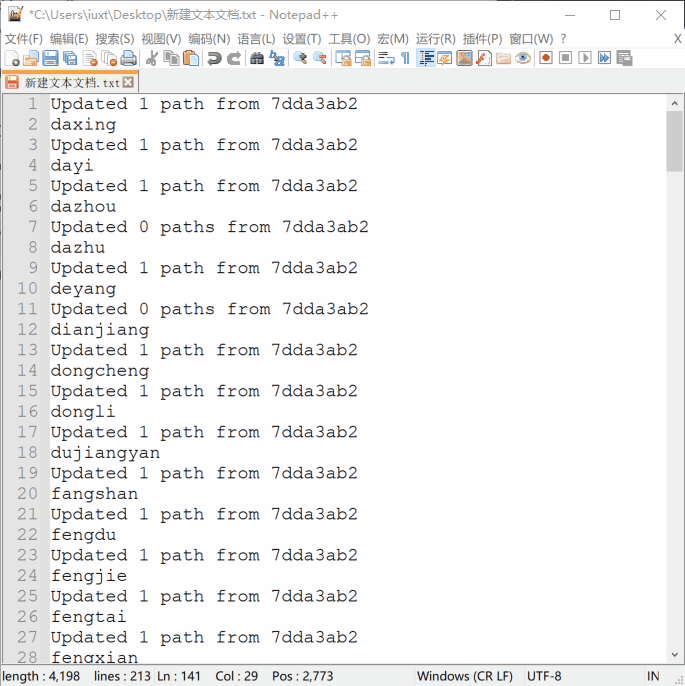 *C:\Users\iuxt\Desktop\新建文本文档.txt - Notepad++
文件(F) 编辑(E) 搜索(S) 视图(V) 编码(N) 语言(L) 设置(T) 工具(O) 宏(M) 运行(R) 插件(P) 窗口(W) ? X
新建文本文档.txt
1 Updated 1 path from 7dda3ab2
2 daxing
3 Updated 1 path from 7dda3ab2
4 dayi
5 Updated 1 path from 7dda3ab2
6 dazhou
7 Updated 0 paths from 7dda3ab2
8 dazhu
9 Updated 1 path from 7dda3ab2
10 deyang
11 Updated 0 paths from 7dda3ab2
12 dianjiang
13 Updated 1 path from 7dda3ab2
14 dongcheng
15 Updated 1 path from 7dda3ab2
16 dongli
17 Updated 1 path from 7dda3ab2
18 dujiangyan
19 Updated 1 path from 7dda3ab2
20 fangshan
21 Updated 1 path from 7dda3ab2
22 fengdu
23 Updated 1 path from 7dda3ab2
24 fengjie
25 Updated 1 path from 7dda3ab2
26 fengtai
27 Updated 1 path from 7dda3ab2
28 fengxian
length : 4,198 lines : 213 Ln : 141 Col : 29 Pos : 2,773 Windows (CR LF) UTF-8 IN